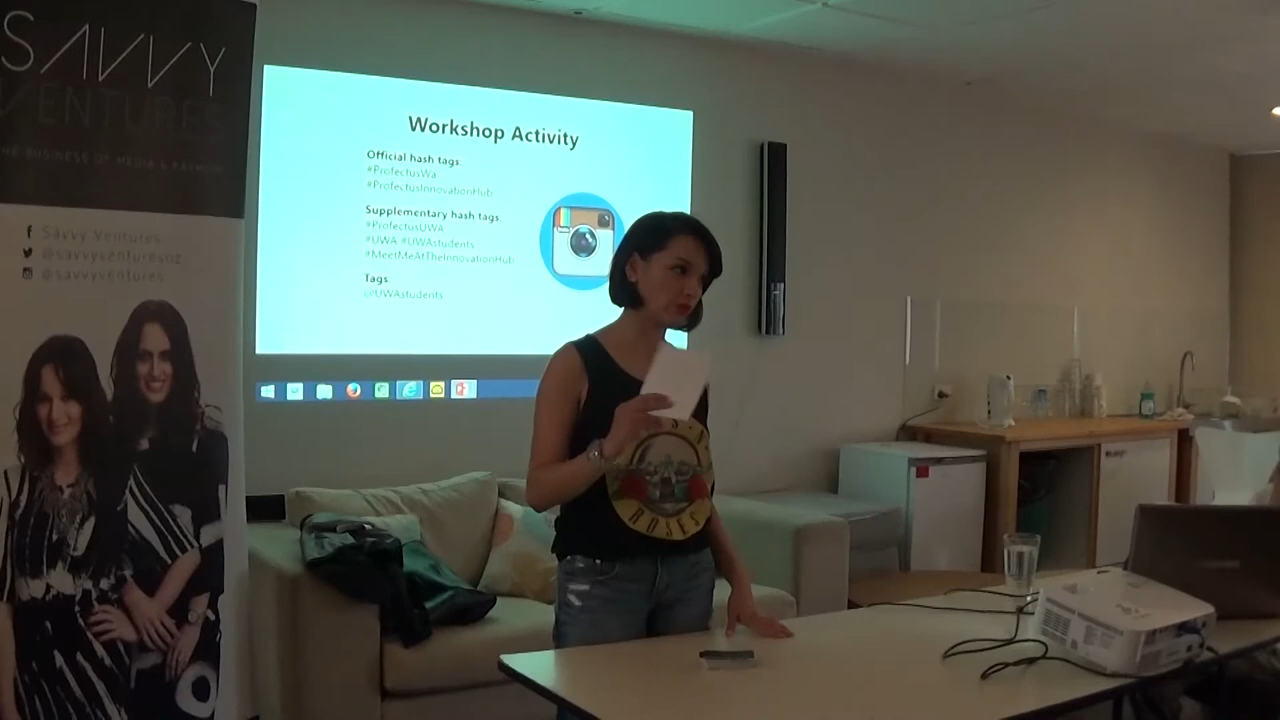 SAVVY
VENTURES
THE BUSINESS OF MEDIA & FASHION
Savvy Ventures
@savvyventuresoz
@savvyventures
Workshop Activity
Official hash tags:
#ProfectusWa
#ProfectusInnovationHub
Supplementary hash tags:
#ProfectusUWA
#UWA #UWAstudents
#MeetMeAtTheInnovationHub
Tags
@UWAstudents
ROSES